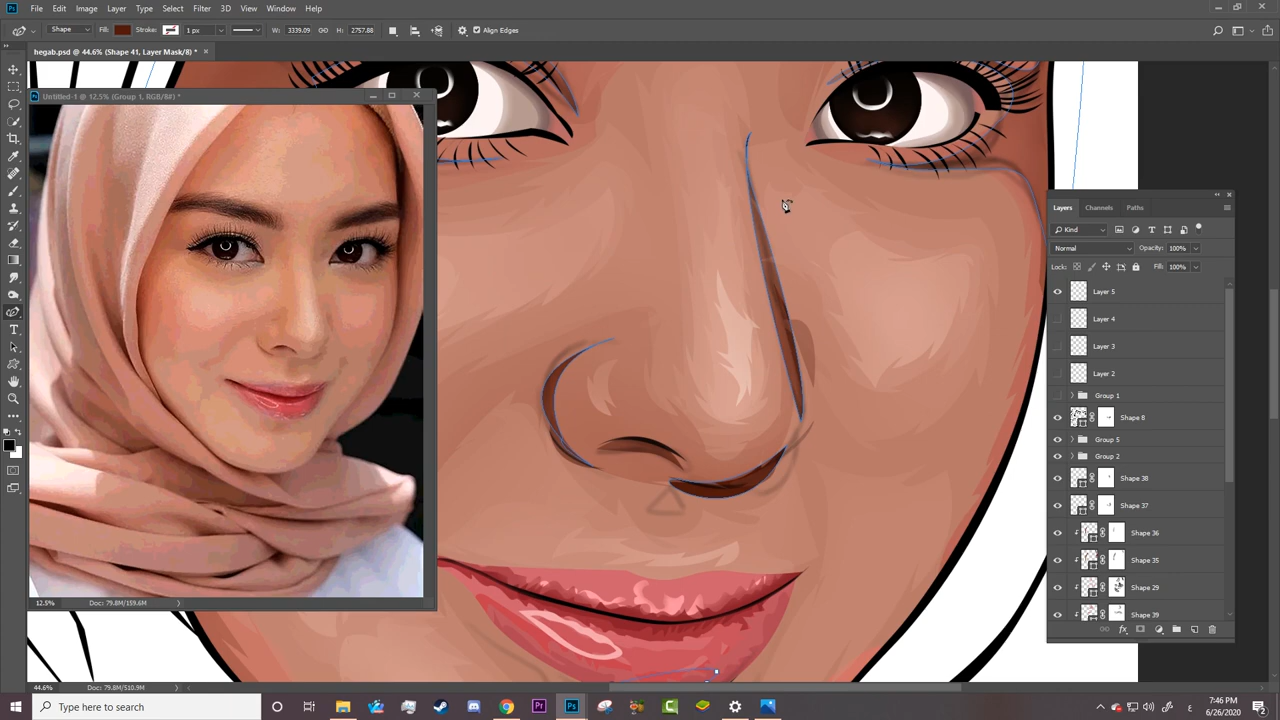 Ps File Edit Image Layer Type Select Filter 3D View Window Help
Shape Fill: Stroke: 1 px W: 3339.09 H: 2757.88 Align Edges
hegab.psd @ 44.6% (Shape 41, Layer Mask/8) * ×
Ps Untitled-1 @ 12.5% (Group 1, RGB/8#) *
12.5% Doc: 79.8M/159.6M
Layers Channels Paths
Kind
Normal Opacity: 100%
Lock: Fill: 100%
Layer 5
Layer 4
Layer 3
Layer 2
Group 1
Shape 8
Group 5
Group 2
Shape 38
Shape 37
Shape 36
Shape 35
Shape 29
Shape 39
fx
44.6% Doc: 79.8M/510.9M
Type here to search
Pr Ps
7:46 PM
6/26/2020